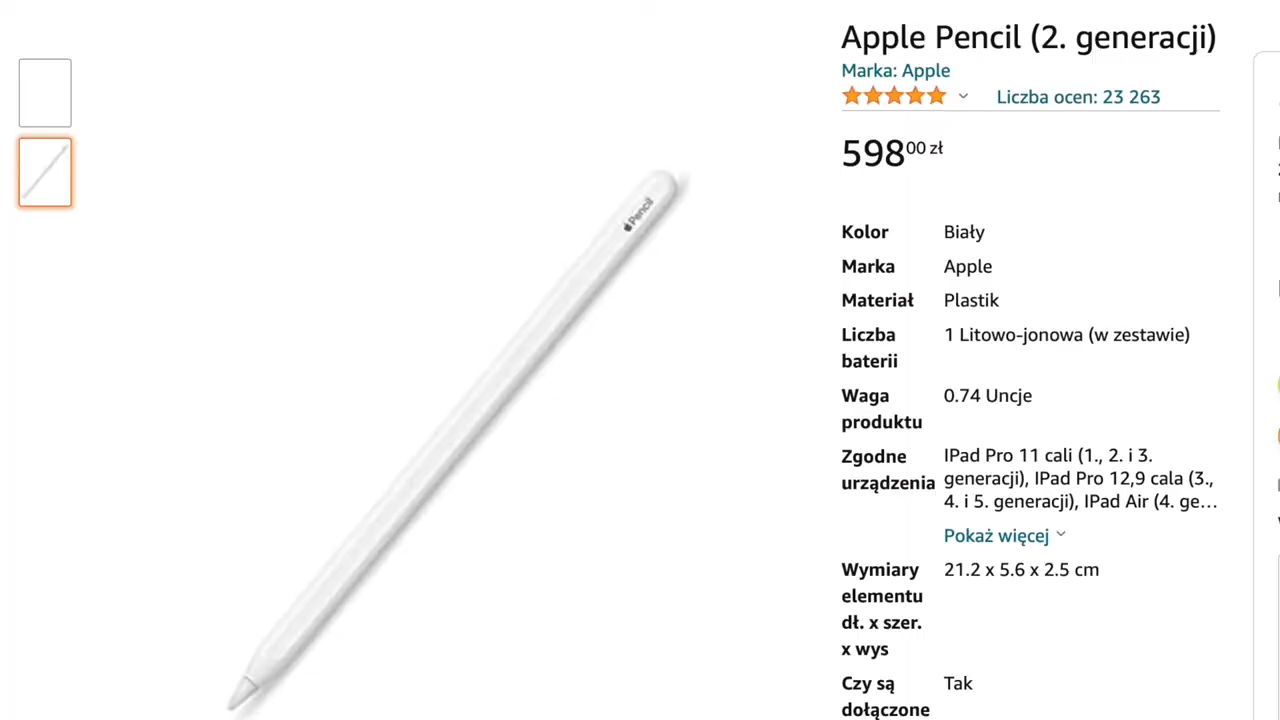 Apple Pencil (2. generacji)
Marka: Apple
Liczba ocen: 23 263
598 00 zł
Kolor Biały
Marka Apple
Materiał Plastik
Liczba baterii 1 Litowo-jonowa (w zestawie)
Waga produktu 0.74 Uncje
Zgodne urządzenia IPad Pro 11 cali (1., 2. i 3.
generacji), IPad Pro 12,9 cala (3.,
4. i 5. generacji), IPad Air (4. ge…
Pokaż więcej
Wymiary elementu dł. x szer. x wys 21.2 x 5.6 x 2.5 cm
Czy są dołączone Tak
Pencil